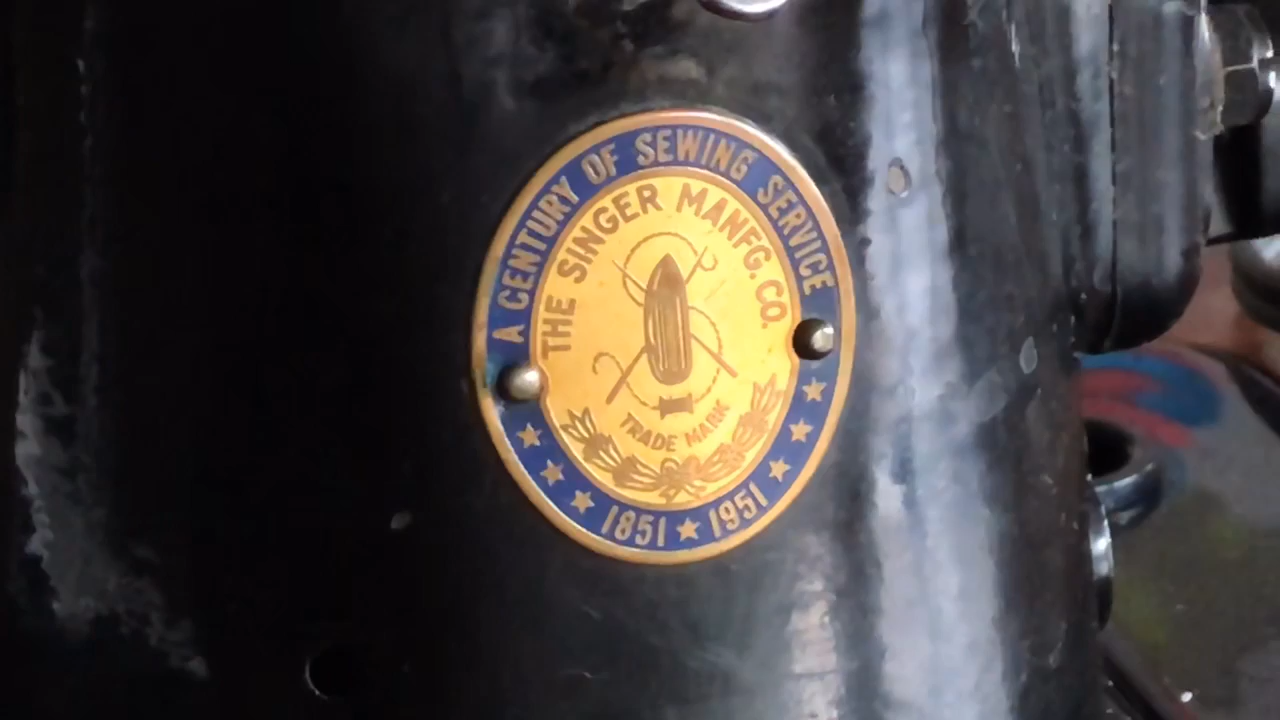 A CENTURY OF SEWING SERVICE
THE SINGER MANFG. CO.
TRADE MARK
1851 ★ 1951